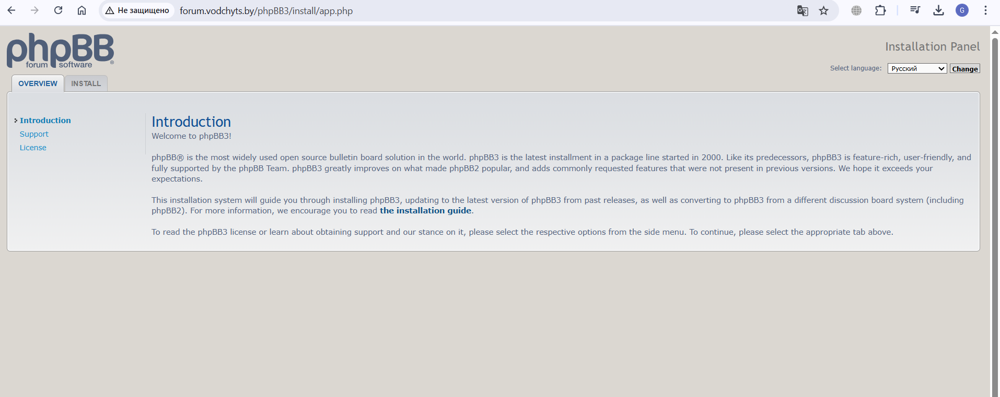 Не защищено
forum.vodchyts.by/phpBB3/install/app.php
G
phpBB
forum software ®
Installation Panel
Select language: Русский Change
OVERVIEW INSTALL
Introduction
Support
License
Introduction
Welcome to phpBB3!
phpBB® is the most widely used open source bulletin board solution in the world. phpBB3 is the latest installment in a package line started in 2000. Like its predecessors, phpBB3 is feature-rich, user-friendly, and
fully supported by the phpBB Team. phpBB3 greatly improves on what made phpBB2 popular, and adds commonly requested features that were not present in previous versions. We hope it exceeds your
expectations.
This installation system will guide you through installing phpBB3, updating to the latest version of phpBB3 from past releases, as well as converting to phpBB3 from a different discussion board system (including
phpBB2). For more information, we encourage you to read the installation guide.
To read the phpBB3 license or learn about obtaining support and our stance on it, please select the respective options from the side menu. To continue, please select the appropriate tab above.